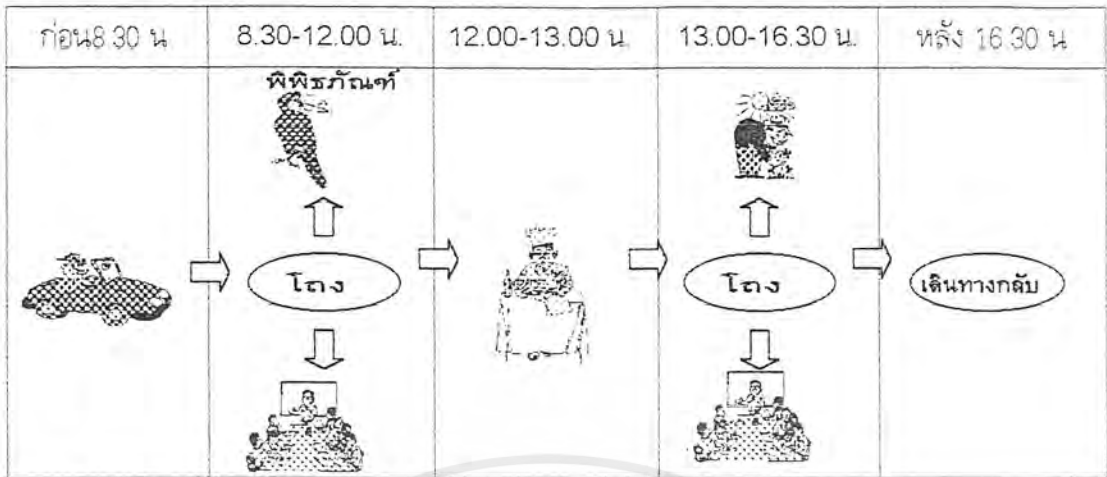 ก่อน8.30 น
8.30-12.00 น.
12.00-13.00 น.
13.00-16.30 น.
หลัง 16.30 น
พิพิธภัณฑ์
โถง
โถง
เดินทางกลับ